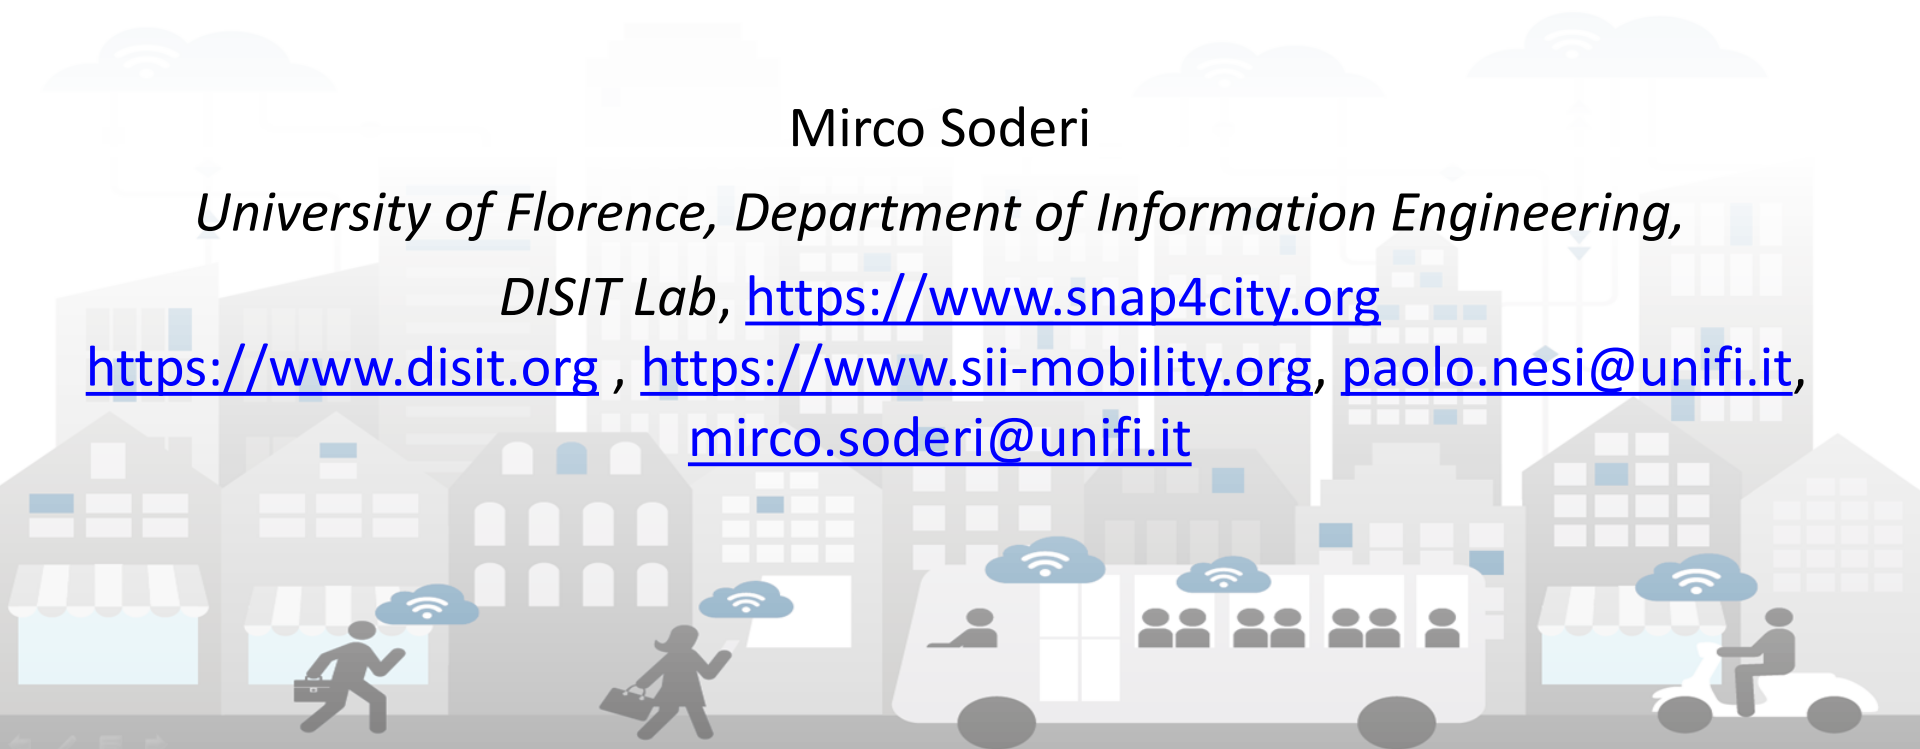 Mirco Soderi
University of Florence, Department of Information Engineering,
DISIT Lab, https://www.snap4city.org
https://www.disit.org , https://www.sii-mobility.org, paolo.nesi@unifi.it,
mirco.soderi@unifi.it